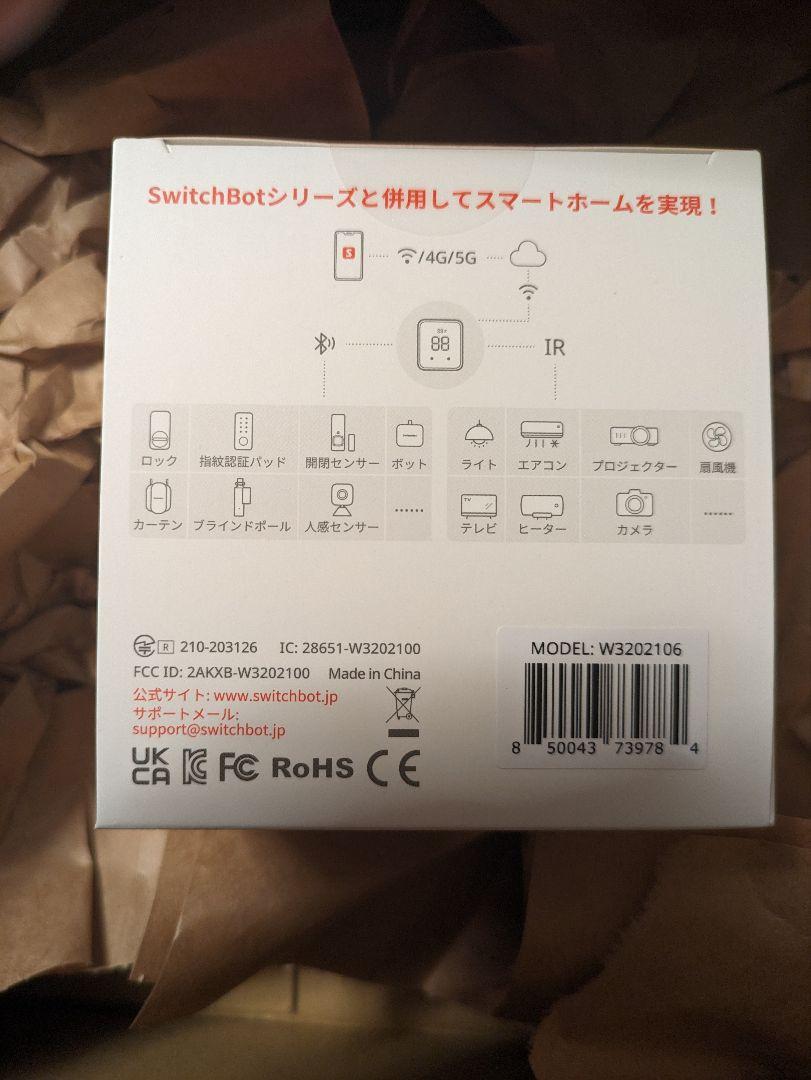 SwitchBotシリーズと併用してスマートホームを実現！
S
/4G/5G
88
IR
ロック 指紋認証パッド 開閉センサー ボット
ライト エアコン プロジェクター 扇風機
カーテン ブラインドポール 人感センサー ......
TV
テレビ ヒーター カメラ ......
R 210-203126 IC: 28651-W3202100
FCC ID: 2AKXB-W3202100 Made in China
公式サイト: www.switchbot.jp
サポートメール:
support@switchbot.jp
UK
CA
FC RoHS CE
MODEL: W3202106
8 50043 73978 4